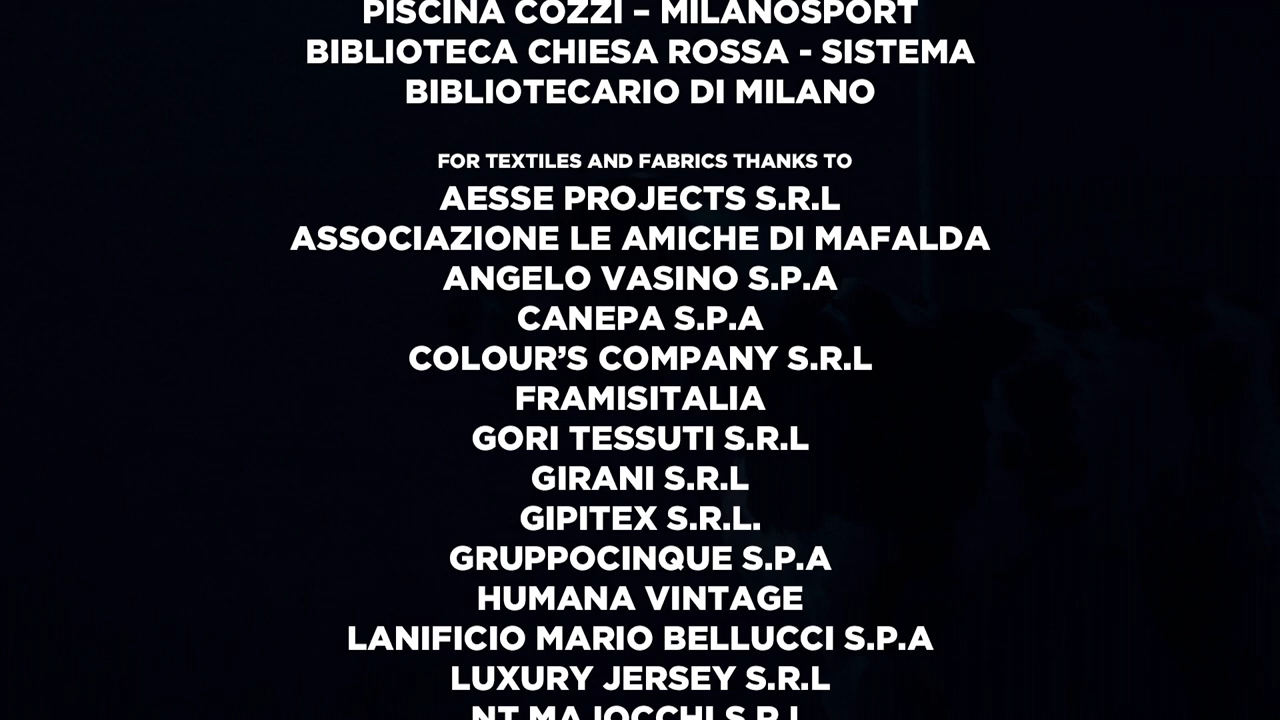 PISCINA COZZI – MILANOSPORT
BIBLIOTECA CHIESA ROSSA - SISTEMA
BIBLIOTECARIO DI MILANO
FOR TEXTILES AND FABRICS THANKS TO
AESSE PROJECTS S.R.L
ASSOCIAZIONE LE AMICHE DI MAFALDA
ANGELO VASINO S.P.A
CANEPA S.P.A
COLOUR’S COMPANY S.R.L
FRAMISITALIA
GORI TESSUTI S.R.L
GIRANI S.R.L
GIPITEX S.R.L.
GRUPPOCINQUE S.P.A
HUMANA VINTAGE
LANIFICIO MARIO BELLUCCI S.P.A
LUXURY JERSEY S.R.L
NT MAJOCCHI S.R.L